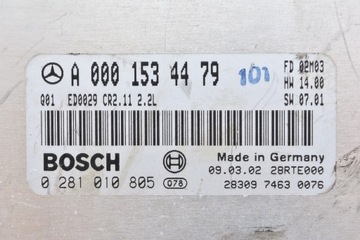 A 000 153 44 79 101 FD 02M03
Q01 ED0029 CR2.11 2.2L HW 14.00
SW 07.01
BOSCH Made in Germany
09.03.02 28RTE000
0 281 010 805 078 28309 7463 0076